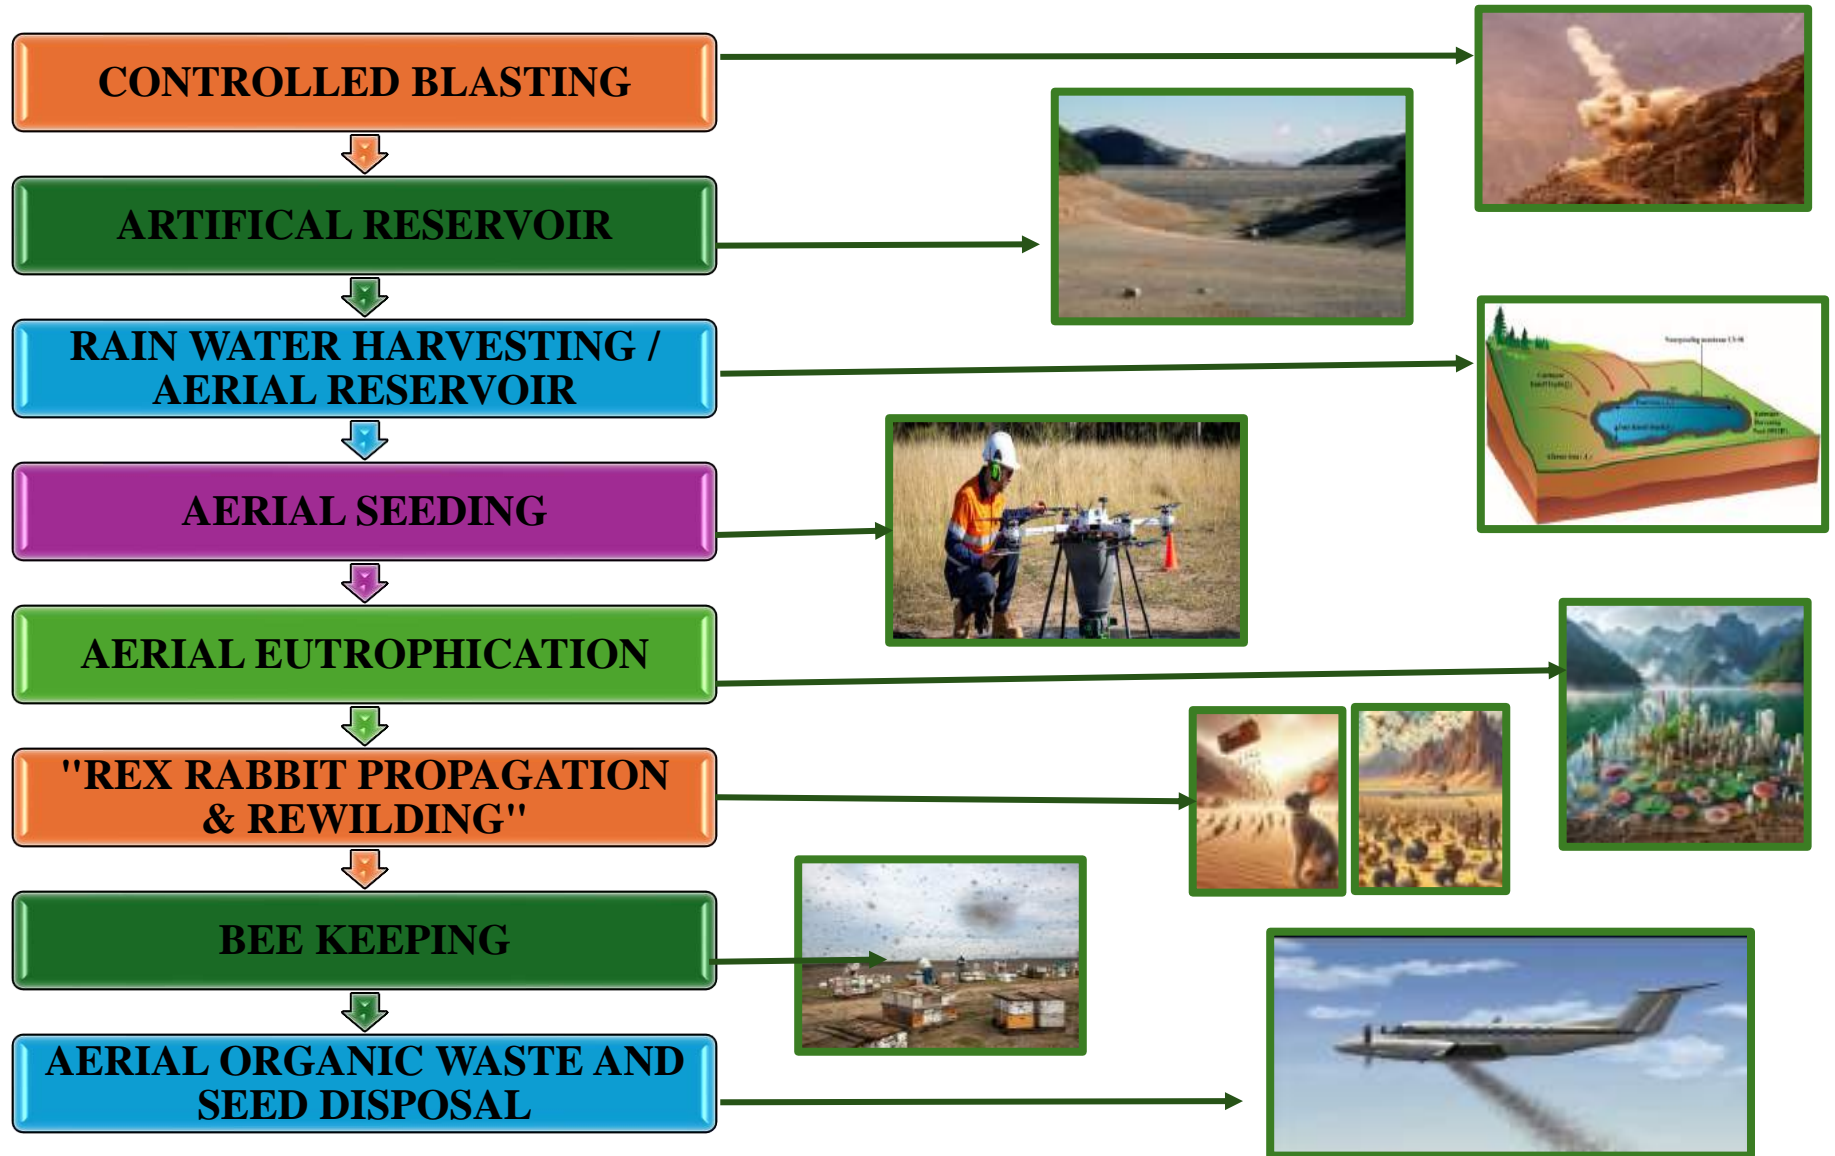 CONTROLLED BLASTING
ARTIFICAL RESERVOIR
RAIN WATER HARVESTING /
AERIAL RESERVOIR
AERIAL SEEDING
AERIAL EUTROPHICATION
"REX RABBIT PROPAGATION
& REWILDING"
BEE KEEPING
AERIAL ORGANIC WASTE AND
SEED DISPOSAL